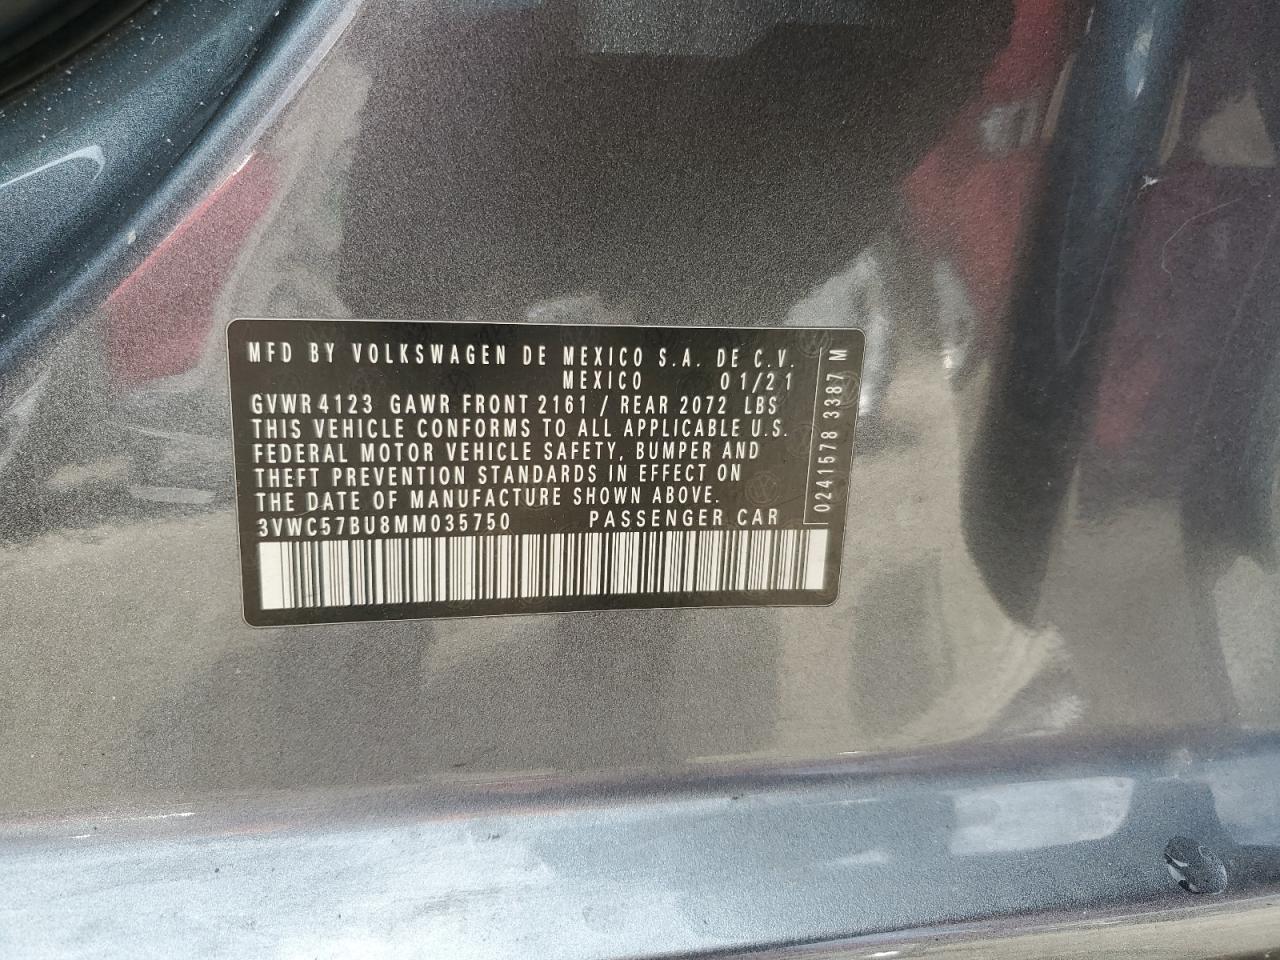 MFD BY VOLKSWAGEN DE MEXICO S.A. DE C.V.
MEXICO 01/21
GVWR 4123 GAWR FRONT 2161 / REAR 2072 LBS
THIS VEHICLE CONFORMS TO ALL APPLICABLE U.S.
FEDERAL MOTOR VEHICLE SAFETY, BUMPER AND
THEFT PREVENTION STANDARDS IN EFFECT ON
THE DATE OF MANUFACTURE SHOWN ABOVE.
3VWC57BU8MM035750 PASSENGER CAR
0241578 3387 M